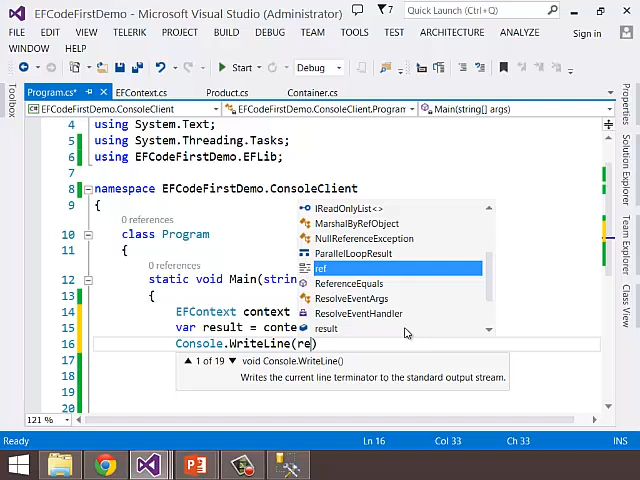 EFCodeFirstDemo - Microsoft Visual Studio (Administrator)
7
Quick Launch (Ctrl+Q)
FILE EDIT VIEW TELERIK PROJECT BUILD DEBUG TEAM TOOLS TEST ARCHITECTURE ANALYZE Sign in
WINDOW HELP
Start Debug
Program.cs* EFContext.cs Product.cs Container.cs
EFCodeFirstDemo.ConsoleClient EFCodeFirstDemo.ConsoleClient.Program Main(string[] args)
Toolbox
Properties
Solution Explorer
Team Explorer
Class View
4 using System.Text;
5 using System.Threading.Tasks;
6 using EFCodeFirstDemo.EFLib;
7
8 namespace EFCodeFirstDemo.ConsoleClient
9 {
0 references
10 class Program
11 {
0 references
12 static void Main(strin
13 {
14 EFContext context
15 var result = conte
16 Console.WriteLine(re)
17
18
19
20
IReadOnlyList<>
MarshalByRefObject
NullReferenceException
ParallelLoopResult
ref
ReferenceEquals
ResolveEventArgs
ResolveEventHandler
result
▲ 1 of 19 ▼ void Console.WriteLine()
Writes the current line terminator to the standard output stream.
121 %
Ready Ln 16 Col 33 Ch 33 INS